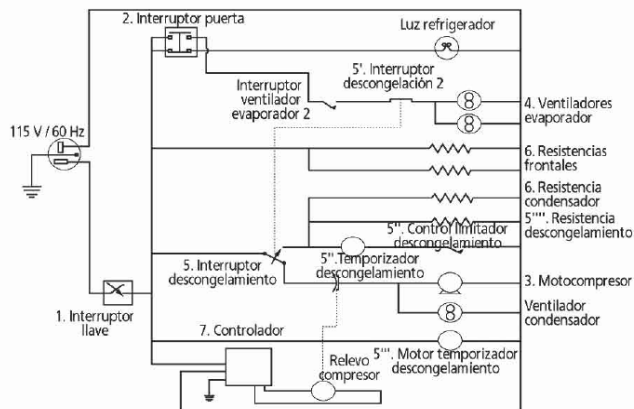 2. Interruptor puerta
Luz refrigerador
5'. Interruptor
descongelación 2
Interruptor
ventilador
evaporador 2
4. Ventiladores
evaporador
115 V / 60 Hz
6. Resistencias
frontales
6. Resistencia
condensador
5''''. Resistencia
descongelamiento
5''. Control limitador
descongelamiento
5. Interruptor
descongelamiento
5''. Temporizador
descongelamiento
3. Motocompresor
1. Interruptor
llave
Ventilador
condensador
7. Controlador
5'''. Motor temporizador
descongelamiento
Relevo
compresor